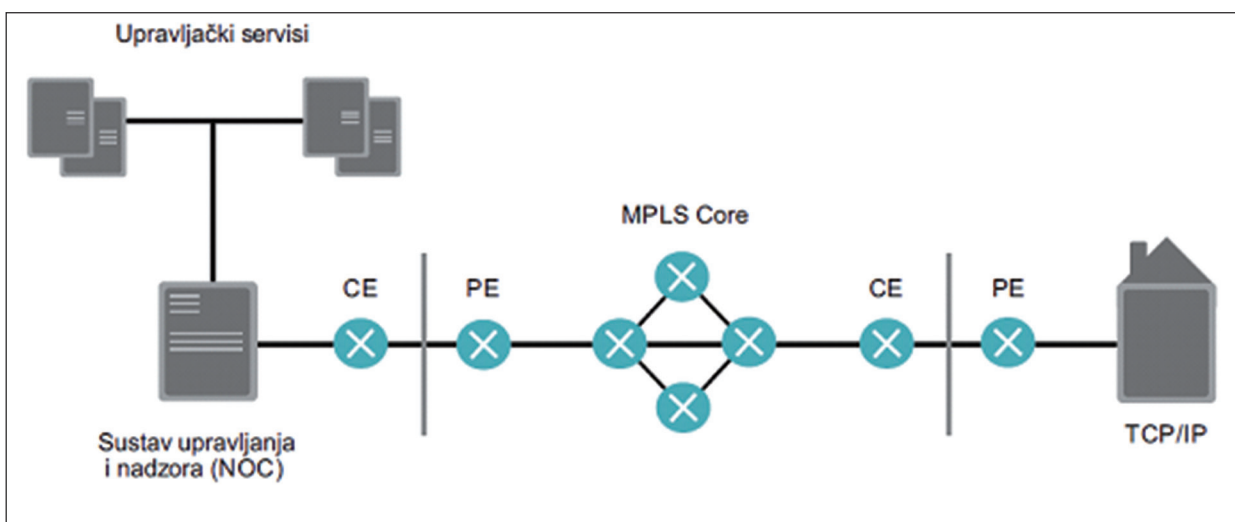 Upravljački servisi
MPLS Core
CE
PE
CE
PE
Sustav upravljanja
i nadzora (NOC)
TCP/IP